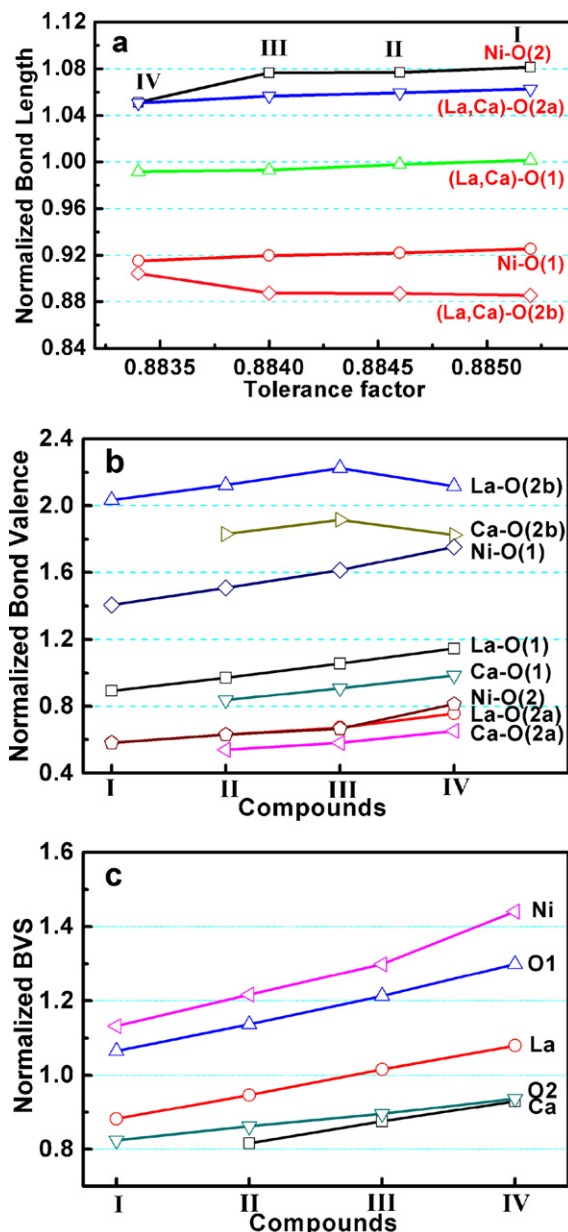 a
Normalized Bond Length
1.12
1.08
1.04
1.00
0.96
0.92
0.88
0.84
IV
III
II
I
Ni-O(2)
(La,Ca)-O(2a)
(La,Ca)-O(1)
Ni-O(1)
(La,Ca)-O(2b)
0.8835 0.8840 0.8845 0.8850
Tolerance factor
b
Normalized Bond Valence
2.4
2.0
1.6
1.2
0.8
0.4
La-O(2b)
Ca-O(2b)
Ni-O(1)
La-O(1)
Ca-O(1)
Ni-O(2)
La-O(2a)
Ca-O(2a)
I II III IV
Compounds
c
Normalized BVS
1.6
1.4
1.2
1.0
0.8
Ni
O1
La
O2
Ca
I II III IV
Compounds